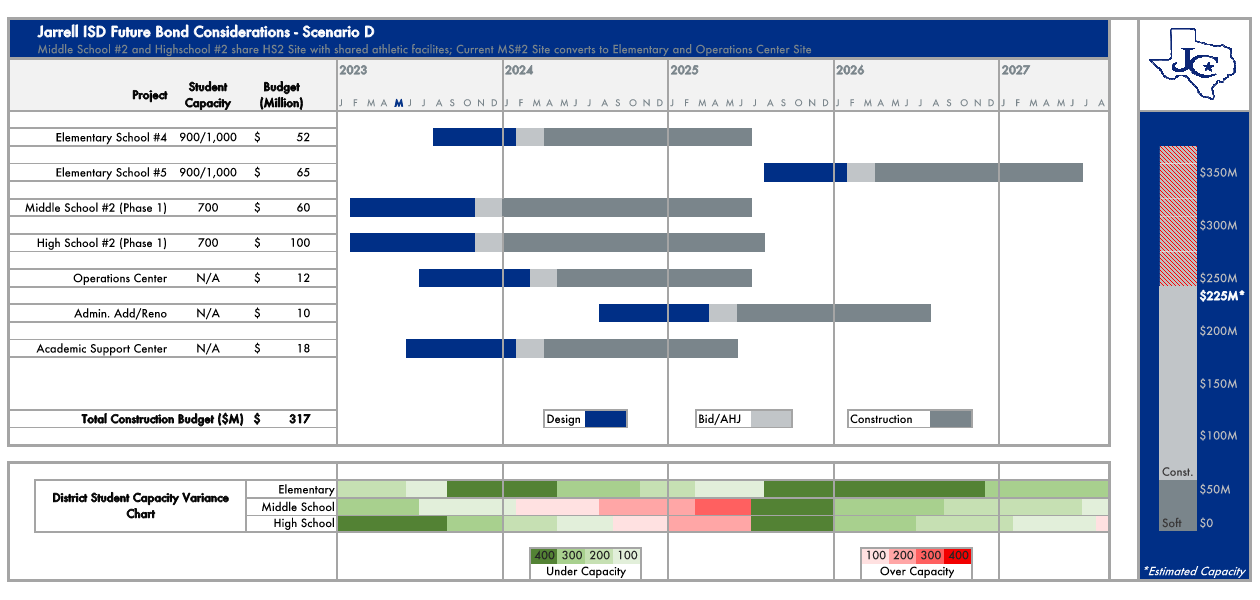 Jarrell ISD Future Bond Considerations - Scenario D
Middle School #2 and Highschool #2 share HS2 Site with shared athletic facilites; Current MS#2 Site converts to Elementary and Operations Center Site
2023 2024 2025 2026 2027
Project Student Capacity Budget (Million)
J F M A M J J A S O N D J F M A M J J A S O N D J F M A M J J A S O N D J F M A M J J A S O N D J F M A M J J A
Elementary School #4 900/1,000 $ 52
Elementary School #5 900/1,000 $ 65
Middle School #2 (Phase 1) 700 $ 60
High School #2 (Phase 1) 700 $ 100
Operations Center N/A $ 12
Admin. Add/Reno N/A $ 10
Academic Support Center N/A $ 18
Total Construction Budget ($M) $ 317
Design Bid/AHJ Construction
District Student Capacity Variance
Chart
Elementary
Middle School
High School
400 300 200 100
Under Capacity
100 200 300 400
Over Capacity
JC
$350M
$300M
$250M
$225M*
$200M
$150M
$100M
Const.
$50M
Soft $0
*Estimated Capacity